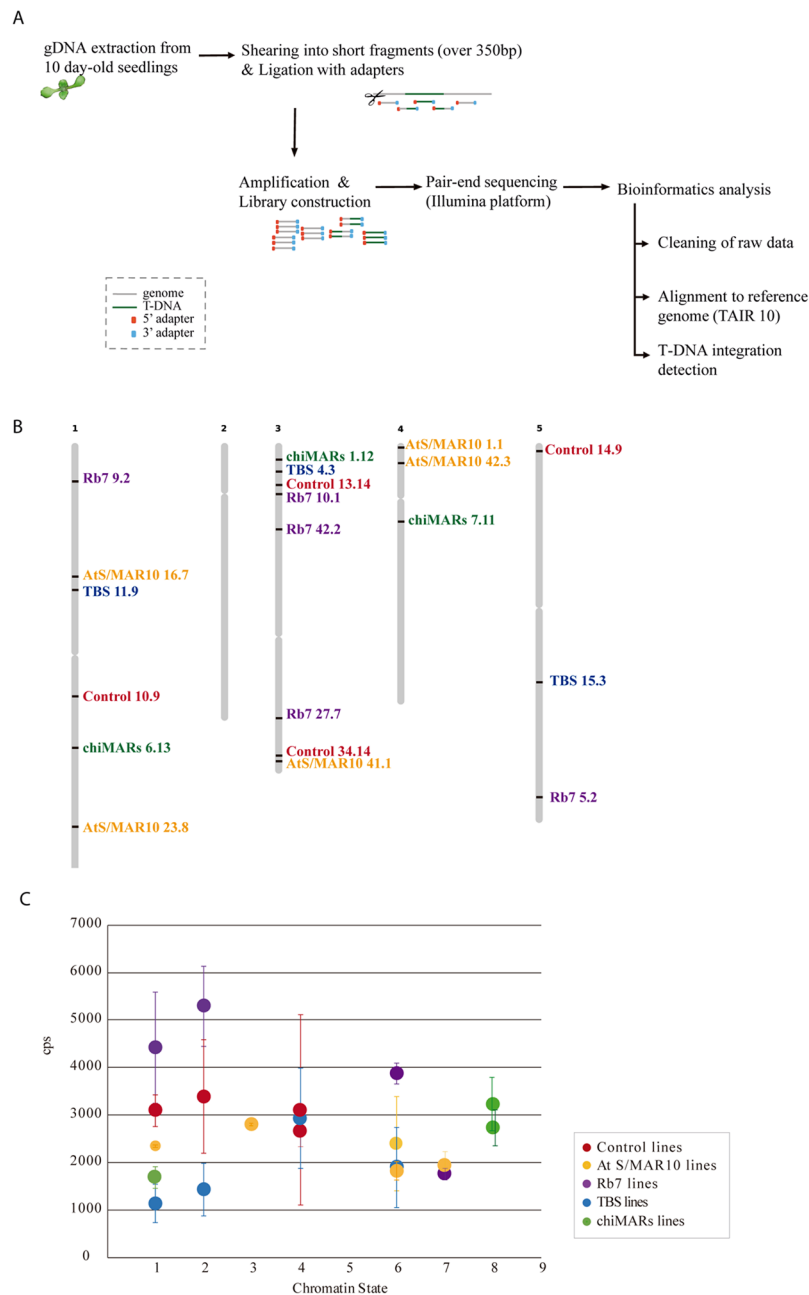 A
gDNA extraction from
10 day-old seedlings
Shearing into short fragments (over 350bp)
& Ligation with adapters
Amplification &
Library construction
Pair-end sequencing
(Illumina platform)
Bioinformatics analysis
Cleaning of raw data
Alignment to reference
genome (TAIR 10)
T-DNA integration
detection
genome
T-DNA
5' adapter
3' adapter
B
1
2
3
4
5
Rb7 9.2
AtS/MAR10 16.7
TBS 11.9
Control 10.9
chiMARs 6.13
AtS/MAR10 23.8
chiMARs 1.12
TBS 4.3
Control 13.14
Rb7 10.1
Rb7 42.2
Rb7 27.7
Control 34.14
AtS/MAR10 41.1
AtS/MAR10 1.1
AtS/MAR10 42.3
chiMARs 7.11
Control 14.9
TBS 15.3
Rb7 5.2
C
7000
6000
5000
4000
3000
2000
1000
0
cps
1
2
3
4
5
6
7
8
9
Chromatin State
Control lines
At S/MAR10 lines
Rb7 lines
TBS lines
chiMARs lines